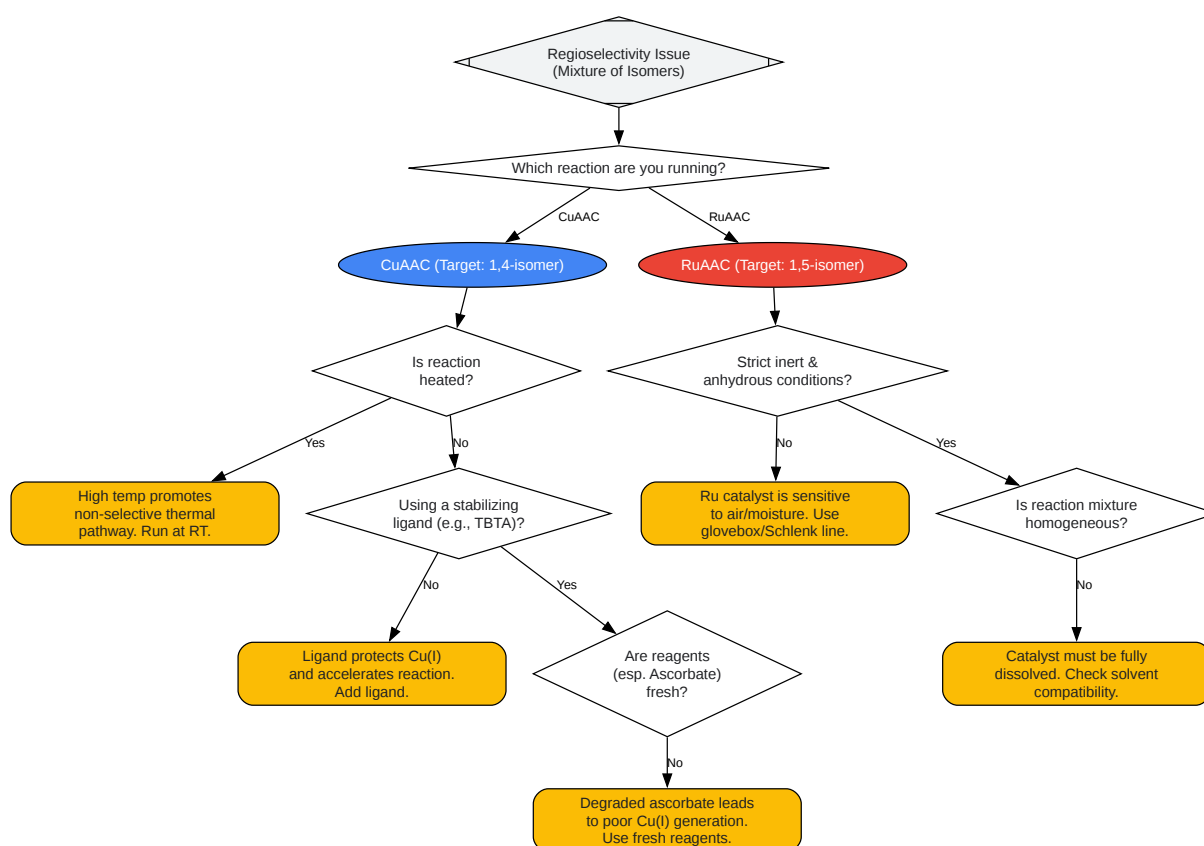 Regioselectivity Issue
(Mixture of Isomers)
Which reaction are you running?
CuAAC
RuAAC
CuAAC (Target: 1,4-isomer)
RuAAC (Target: 1,5-isomer)
Is reaction
heated?
Strict inert &
anhydrous conditions?
Yes
No
No
Yes
High temp promotes
non-selective thermal
pathway. Run at RT.
Using a stabilizing
ligand (e.g., TBTA)?
Ru catalyst is sensitive
to air/moisture. Use
glovebox/Schlenk line.
Is reaction mixture
homogeneous?
No
Yes
No
Ligand protects Cu(I)
and accelerates reaction.
Add ligand.
Are reagents
(esp. Ascorbate)
fresh?
Catalyst must be fully
dissolved. Check solvent
compatibility.
No
Degraded ascorbate leads
to poor Cu(I) generation.
Use fresh reagents.